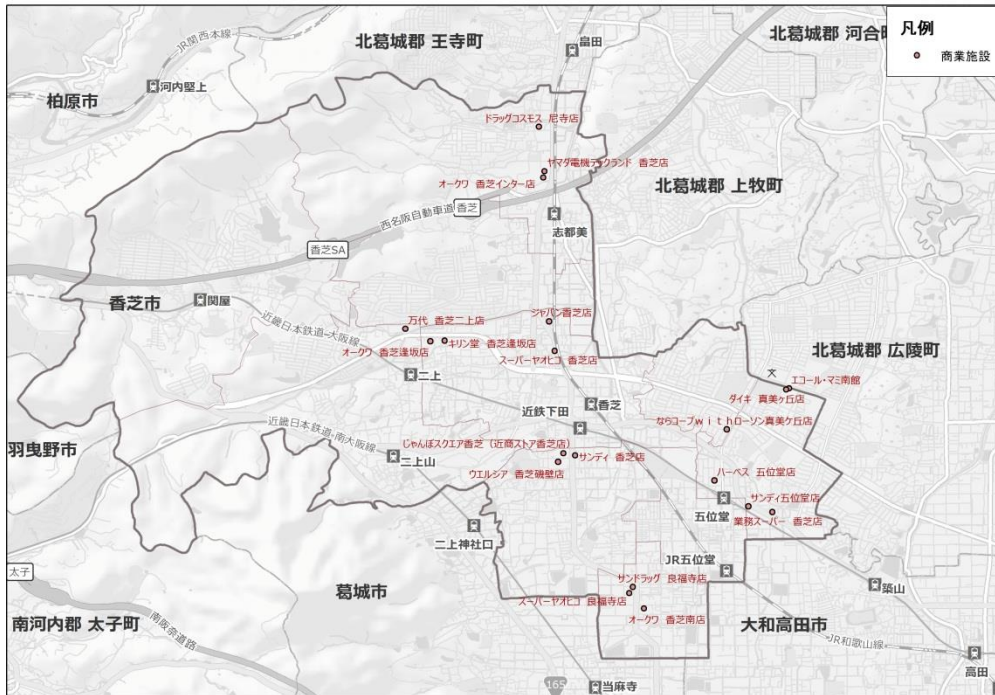 北葛城郡 王寺町
北葛城郡 河合町
凡例
商業施設
畠田
JR関西本線
河内堅上
柏原市
ドラッグコスモス 尼寺店
ヤマダ電機テックランド 香芝店
オークワ 香芝インター店
北葛城郡 上牧町
西名阪自動車道
香芝
志都美
香芝SA
香芝市
関屋
近畿日本鉄道-大阪線
万代 香芝二上店
ジャパン香芝店
オークワ 香芝逢坂店
キリン堂 香芝逢坂店
スーパーヤオヒコ 香芝店
北葛城郡 広陵町
二上
文
エコール・マミ南館
ダイキ 真美ヶ丘店
香芝
近鉄下田
近畿日本鉄道-南大阪線
ならコープwithローソン真美ケ丘店
羽曳野市
じゃんぼスクエア香芝（近商ストア香芝店）
サンディ 香芝店
二上山
ウエルシア 香芝磯壁店
ハーベス 五位堂店
サンディ五位堂店
五位堂
業務スーパー 香芝店
二上神社口
JR五位堂
太子
葛城市
サンドラッグ 良福寺店
スーパーヤオヒコ 良福寺店
築山
オークワ 香芝南店
南河内郡 太子町
南阪奈道路
大和高田市
JR和歌山線
高田
165
当麻寺